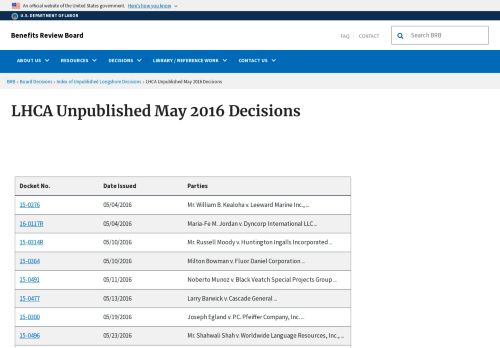 An official website of the United States government. Here's how you know
U.S. DEPARTMENT OF LABOR
Benefits Review Board
FAQ CONTACT
Search BRB
ABOUT US RESOURCES DECISIONS LIBRARY / REFERENCE WORK CONTACT US
BRB › Board Decisions › Index of Unpublished Longshore Decisions › LHCA Unpublished May 2016 Decisions
LHCA Unpublished May 2016 Decisions
Docket No. Date Issued Parties
15-0276 05/04/2016 Mr. William B. Kealoha v. Leeward Marine Inc., ...
16-0117R 05/04/2016 Maria-Fe M. Jordan v. Dyncorp International LLC ...
15-0314R 05/10/2016 Mr. Russell Moody v. Huntington Ingalls Incorporated ...
15-0364 05/10/2016 Milton Bowman v. Fluor Daniel Corporation ...
15-0491 05/11/2016 Noberto Munoz v. Black Veatch Special Projects Group ...
15-0477 05/13/2016 Larry Barwick v. Cascade General ...
15-0300 05/19/2016 Joseph Egland v. P.C. Pfeiffer Company, Inc. ...
15-0496 05/23/2016 Mr. Shahwali Shah v. Worldwide Language Resources, Inc., ...